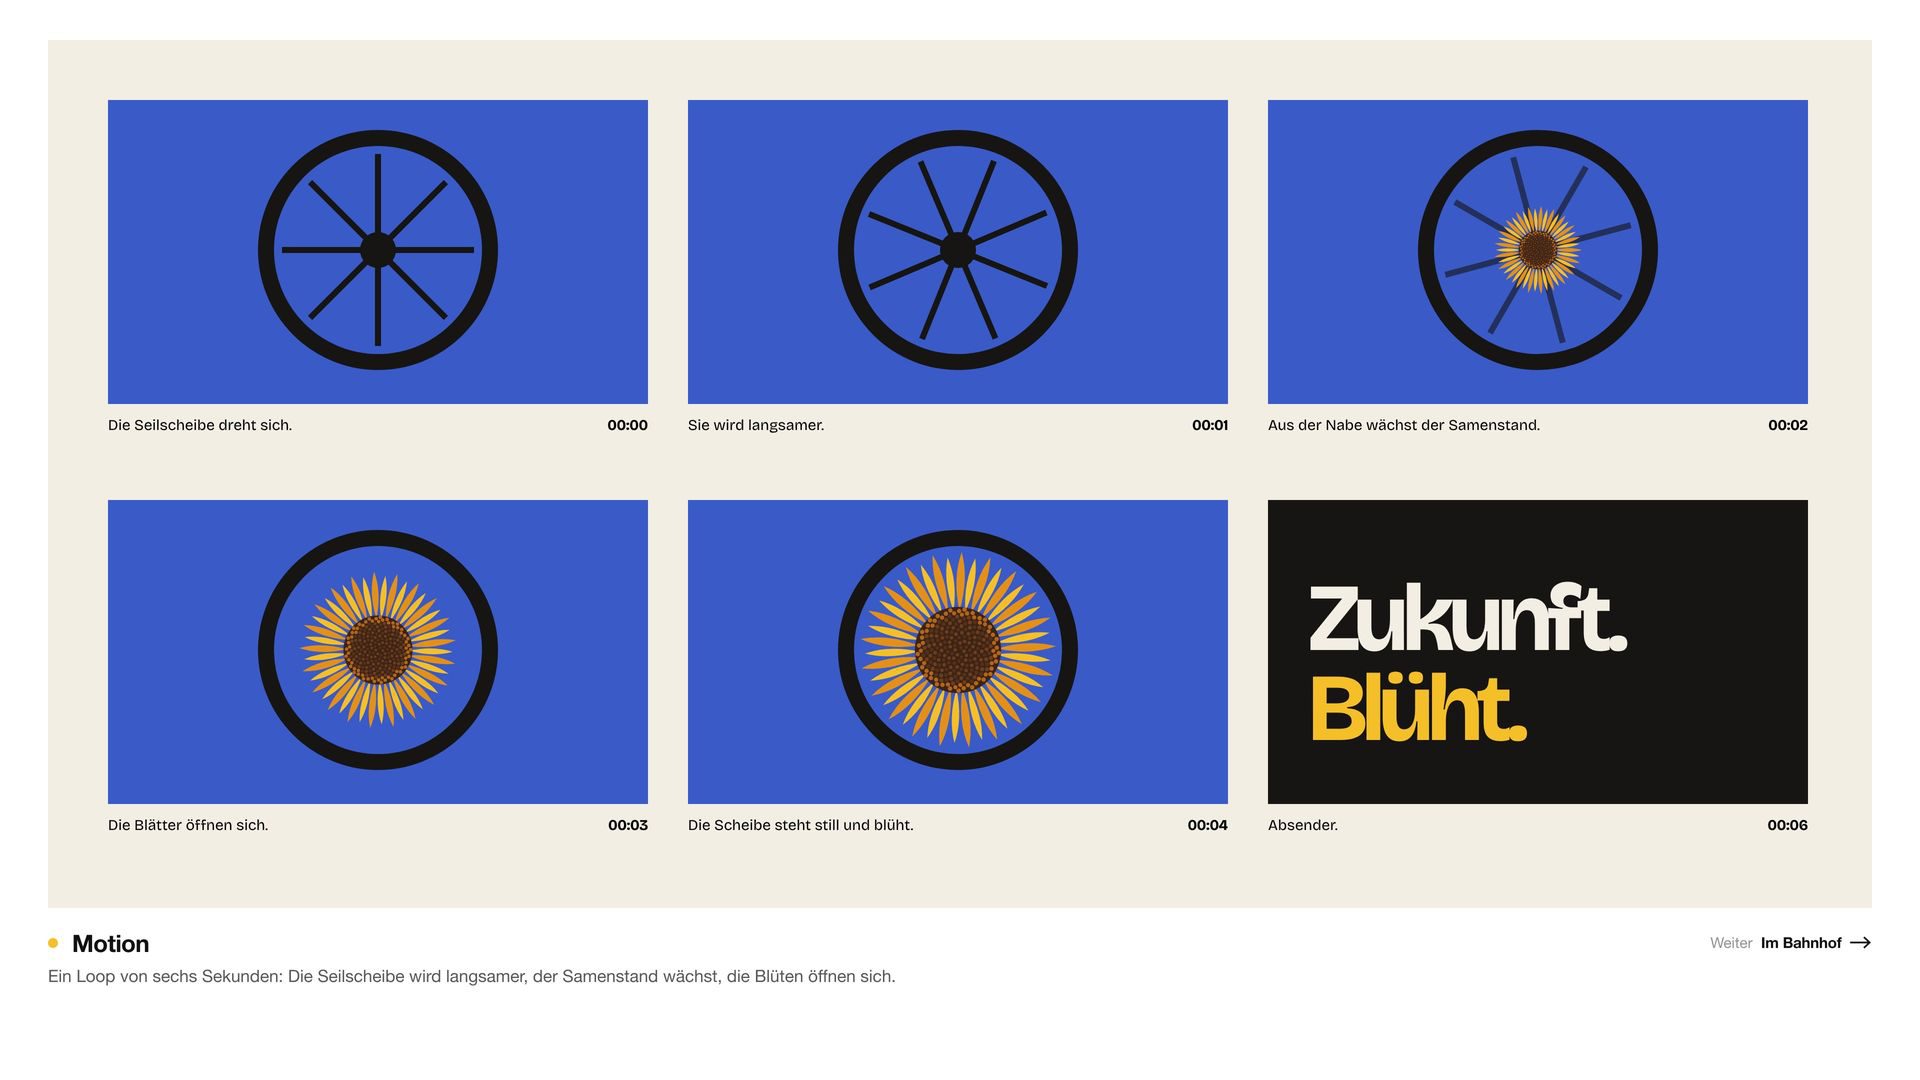 Die Seilscheibe dreht sich. 00:00
Sie wird langsamer. 00:01
Aus der Nabe wächst der Samenstand. 00:02
Zukunft.
Blüht.
Die Blätter öffnen sich. 00:03
Die Scheibe steht still und blüht. 00:04
Absender. 00:06
Motion
Weiter Im Bahnhof →
Ein Loop von sechs Sekunden: Die Seilscheibe wird langsamer, der Samenstand wächst, die Blüten öffnen sich.